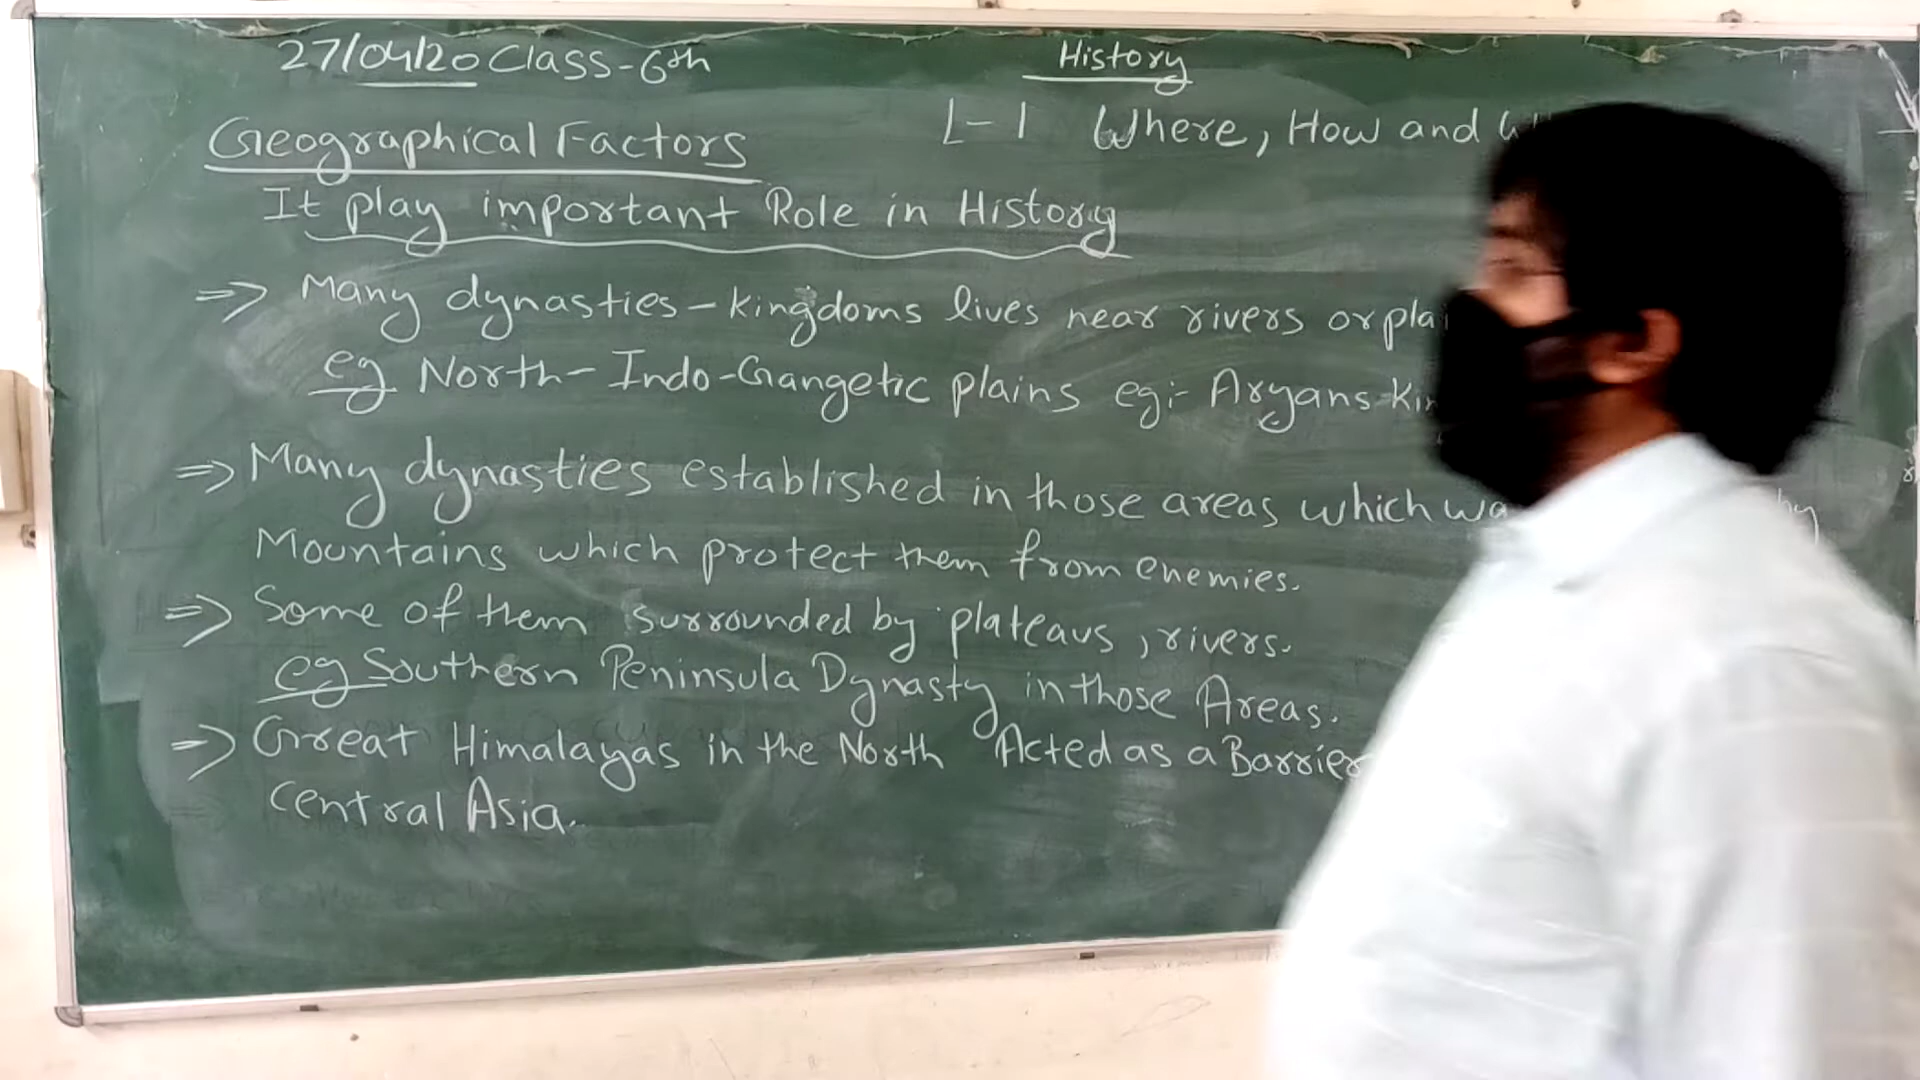 27/04/20 Class-6th
History
L-1 Where, How and
Geographical Factors
It play important Role in History
=> Many dynasties - kingdoms lives near rivers or
eg North - Indo-Gangetic plains eg:- Aryans
=> Many dynasties established in those areas which by
Mountains which protect them from enemies.
=> Some of them surrounded by plateaus, rivers.
eg Southern Peninsula Dynasty in those Areas.
=> Great Himalayas in the North Acted as a Barrier
Central Asia.